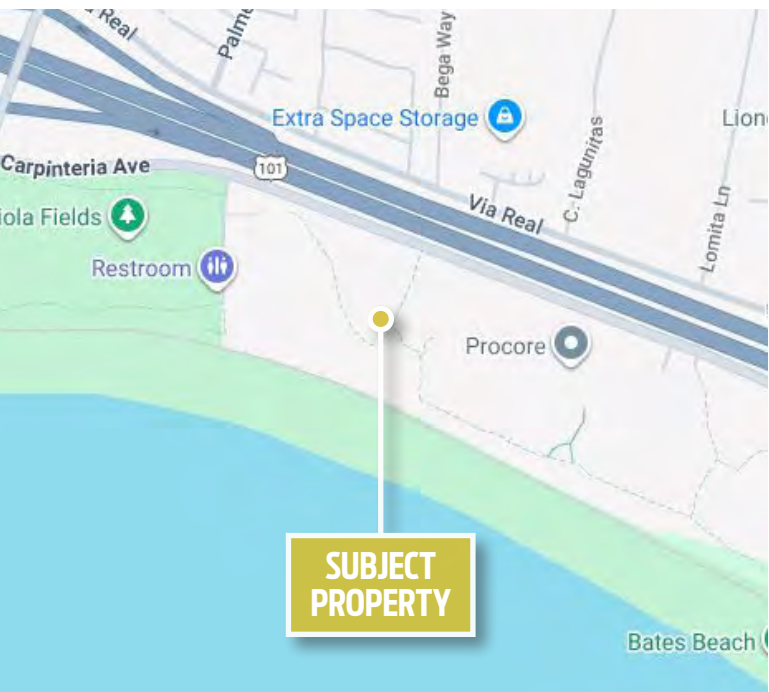 Real
Palme
Bega Way
Extra Space Storage
C. Lagunitas
Lion
Carpinteria Ave
101
iola Fields
Via Real
Lomita Ln
Restroom
Procore
SUBJECT
PROPERTY
Bates Beach